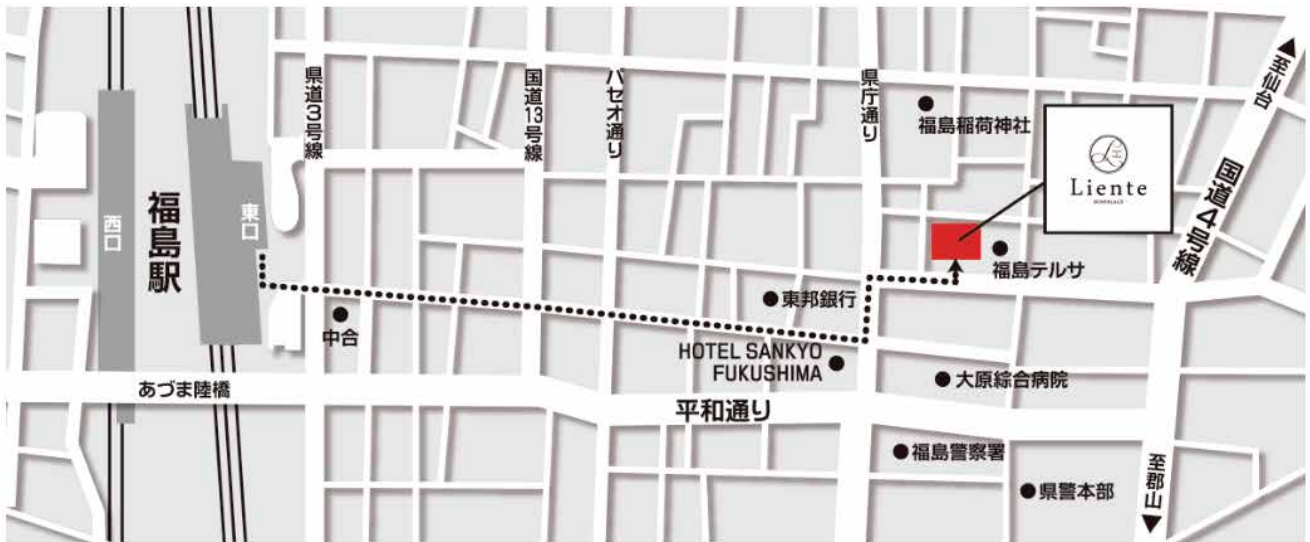 県道3号線
国道13号線
パセオ通り
県庁通り
至仙台
福島稲荷神社
Liente
国道4号線
福島駅
西口
東口
福島テルサ
東邦銀行
中合
HOTEL SANKYO
FUKUSHIMA
大原綜合病院
あづま陸橋
平和通り
福島警察署
至郡山
県警本部